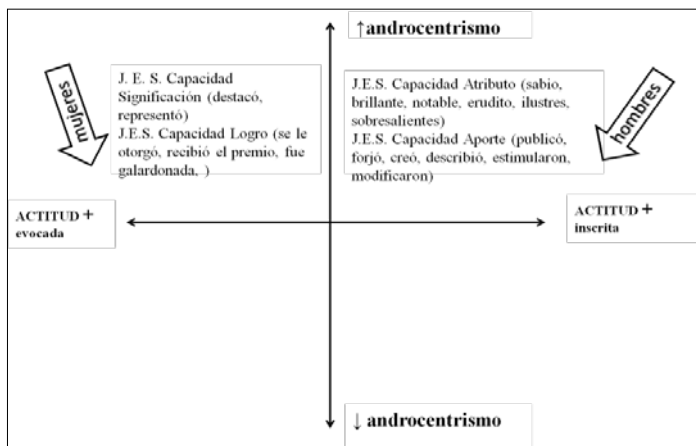 ↑androcentrismo
mujeres
J. E. S. Capacidad
Significación (destacó,
representó)
J.E.S. Capacidad Logro (se le
otorgó, recibió el premio, fue
galardonada, )
J.E.S. Capacidad Atributo (sabio,
brillante, notable, erudito, ilustres,
sobresalientes)
J.E.S. Capacidad Aporte (publicó,
forjó, creó, describió, estimularon,
modificaron)
hombres
ACTITUD +
evocada
ACTITUD +
inscrita
↓ androcentrismo